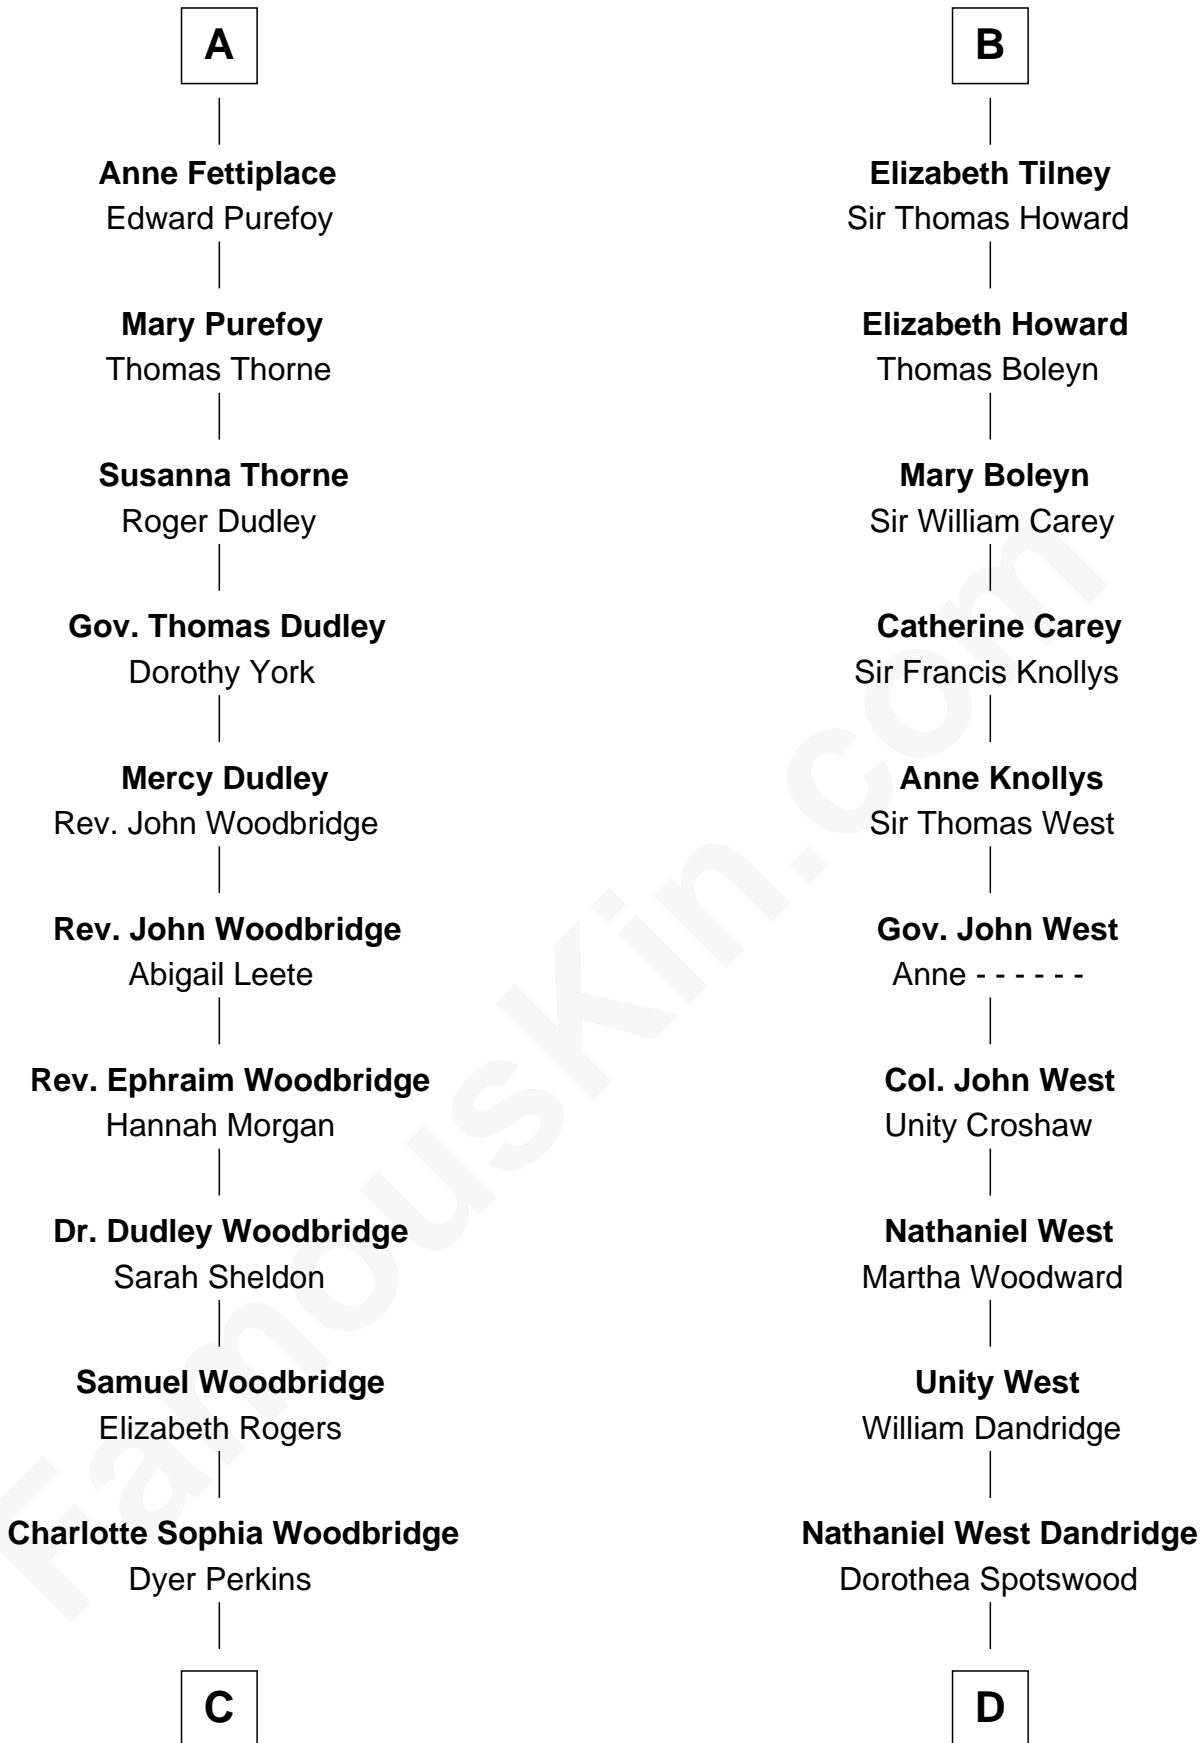 A
Anne Fettiplace
Edward Purefoy
Mary Purefoy
Thomas Thorne
Susanna Thorne
Roger Dudley
Gov. Thomas Dudley
Dorothy York
Mercy Dudley
Rev. John Woodbridge
Rev. John Woodbridge
Abigail Leete
Rev. Ephraim Woodbridge
Hannah Morgan
Dr. Dudley Woodbridge
Sarah Sheldon
Samuel Woodbridge
Elizabeth Rogers
Charlotte Sophia Woodbridge
Dyer Perkins
C
B
Elizabeth Tilney
Sir Thomas Howard
Elizabeth Howard
Thomas Boleyn
Mary Boleyn
Sir William Carey
Catherine Carey
Sir Francis Knollys
Anne Knollys
Sir Thomas West
Gov. John West
Anne - - - - - -
Col. John West
Unity Croshaw
Nathaniel West
Martha Woodward
Unity West
William Dandridge
Nathaniel West Dandridge
Dorothea Spotswood
D
FamousKin.com